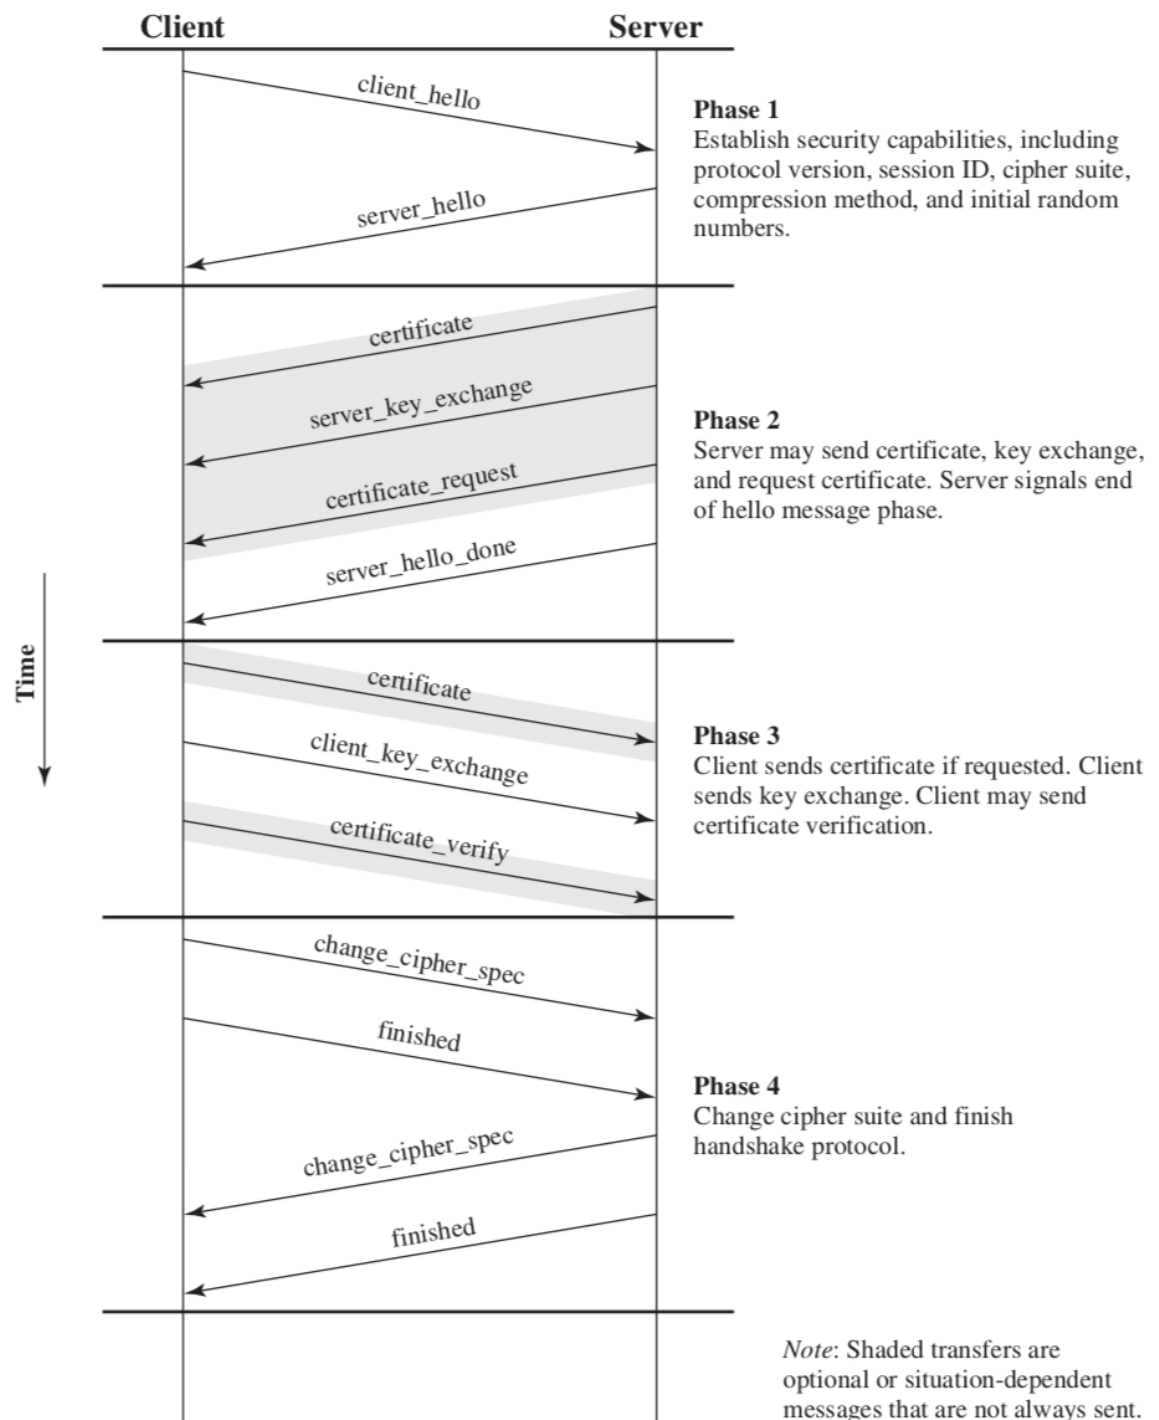 Client
Server
client_hello
server_hello
Phase 1
Establish security capabilities, including
protocol version, session ID, cipher suite,
compression method, and initial random
numbers.
certificate
server_key_exchange
certificate_request
server_hello_done
Phase 2
Server may send certificate, key exchange,
and request certificate. Server signals end
of hello message phase.
Time
certificate
client_key_exchange
certificate_verify
Phase 3
Client sends certificate if requested. Client
sends key exchange. Client may send
certificate verification.
change_cipher_spec
finished
change_cipher_spec
finished
Phase 4
Change cipher suite and finish
handshake protocol.
Note: Shaded transfers are
optional or situation-dependent
messages that are not always sent.